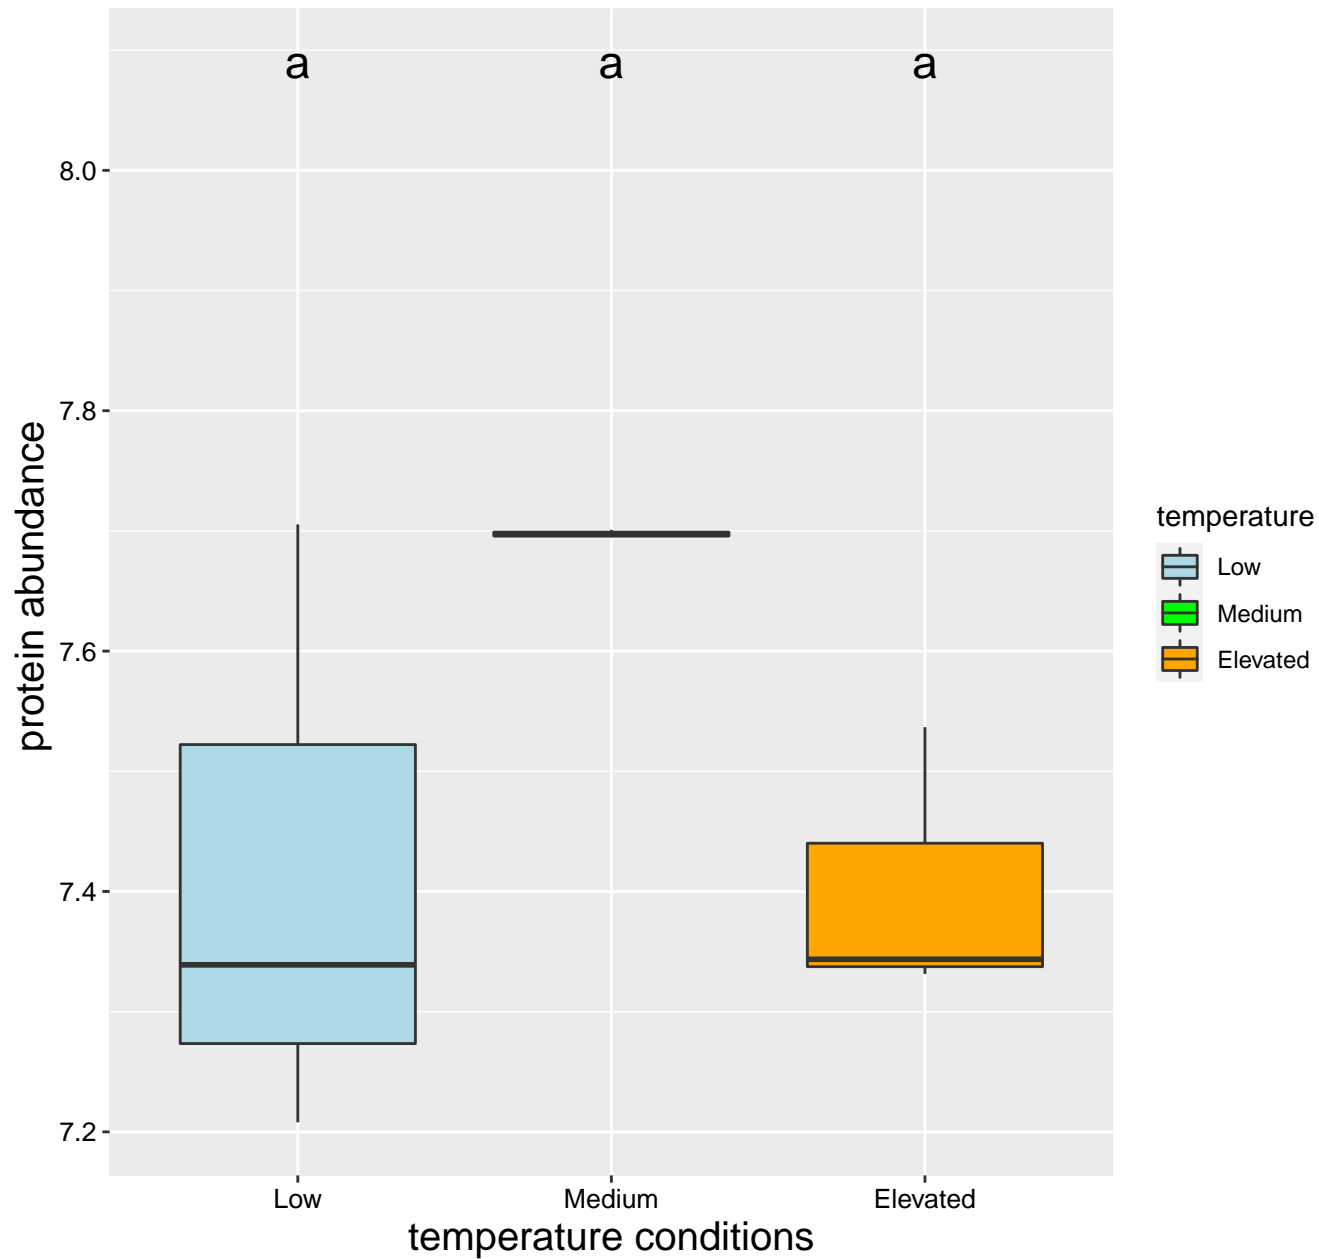 a a a
8.0
7.8
7.6
7.4
7.2
protein abundance
Low Medium Elevated
temperature conditions
temperature
Low
Medium
Elevated